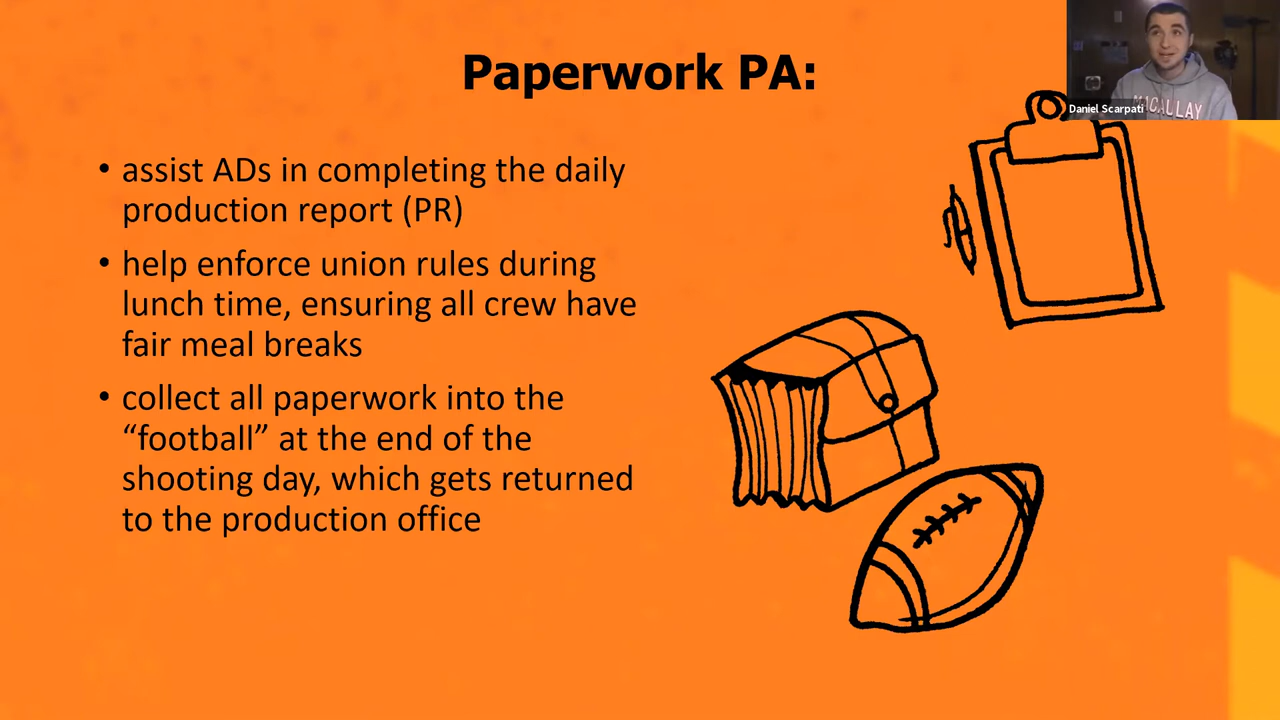 Paperwork PA:
Daniel Scarpati
MACALLAY
• assist ADs in completing the daily
production report (PR)
• help enforce union rules during
lunch time, ensuring all crew have
fair meal breaks
• collect all paperwork into the
“football” at the end of the
shooting day, which gets returned
to the production office